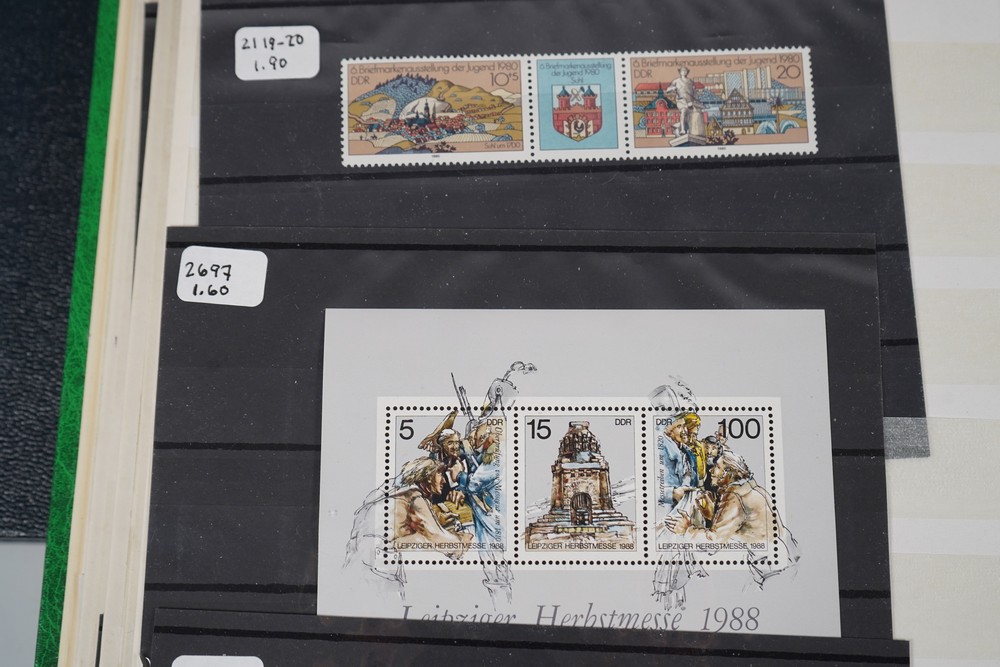 2119-20
1.90
6. Briefmarkenausstellung der Jugend 1980
DDR
10+5
Suhl um 1700
6. Briefmarkenausstellung
der Jugend 1980
Suhl
6. Briefmarkenausstellung der Jugend 1980
DDR
20
2697
1.60
5
DDR
LEIPZIGER HERBSTMESSE 1988
15
DDR
LEIPZIGER HERBSTMESSE 1988
DDR
100
um 1820
LEIPZIGER HERBSTMESSE 1988
Leipziger Herbstmesse 1988